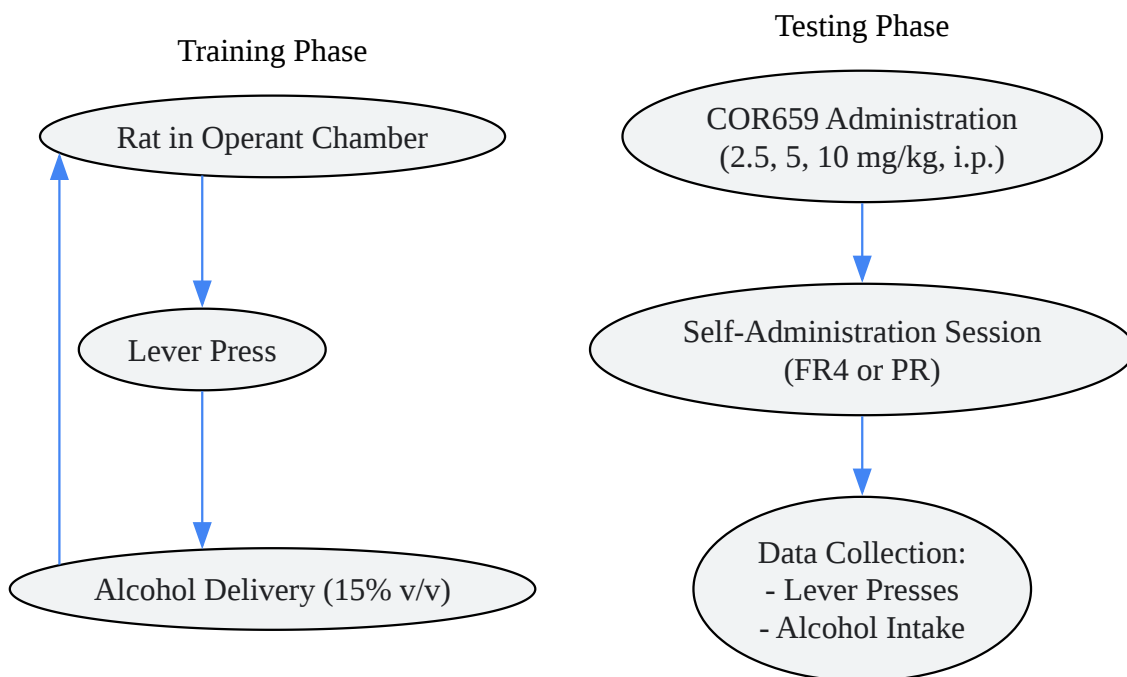 Training Phase
Rat in Operant Chamber
Lever Press
Alcohol Delivery (15% v/v)
Testing Phase
COR659 Administration
(2.5, 5, 10 mg/kg, i.p.)
Self-Administration Session
(FR4 or PR)
Data Collection:
- Lever Presses
- Alcohol Intake